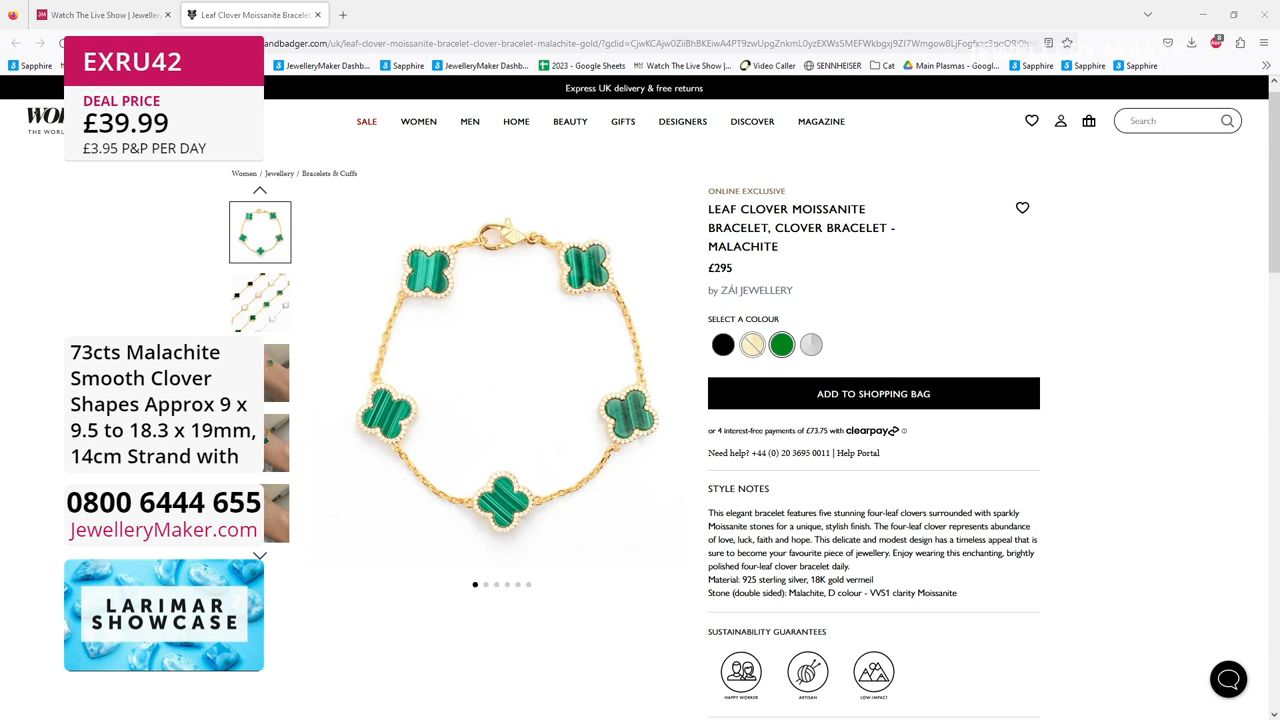 Watch The Live Show | Jeweller
Leaf Clover Moissanite Bracelet,
EXRU42
DEAL PRICE
£39.99
£3.95 P&P PER DAY
Sapphire
JewelleryMaker Dashb...
Sapphire
JewelleryMaker Dashb...
2023 - Google Sheets
Watch The Live Show |...
Video Caller
SENNHEISER
Cat
Main Plasmas - Googl...
Sapphire
Sapphire
Sapphire
Express UK delivery & free returns
THE WORL
SALE
WOMEN
MEN
HOME
BEAUTY
GIFTS
DESIGNERS
DISCOVER
MAGAZINE
Search
Women / Jewellery / Bracelets & Cuffs
ONLINE EXCLUSIVE
LEAF CLOVER MOISSANITE
BRACELET, CLOVER BRACELET -
MALACHITE
£295
by ZÁI JEWELLERY
SELECT A COLOUR
ADD TO SHOPPING BAG
or 4 interest-free payments of £73.75 with clearpay
Need help? +44 (0) 20 3695 0011 | Help Portal
STYLE NOTES
This elegant bracelet features five stunning four-leaf clovers surrounded with sparkly
Moissanite stones for a unique, stylish finish. The four-leaf clover represents abundance
of love, luck, faith and hope. This delicate and modest design has a timeless appeal that is
sure to become your favourite piece of jewellery. Enjoy wearing this enchanting, brightly
polished four-leaf clover bracelet daily.
Material: 925 sterling silver, 18K gold vermeil
Stone (double sided): Malachite, D colour - VVS1 clarity Moissanite
SUSTAINABILITY GUARANTEES
HAPPY WORKER
ARTISAN
LOW-IMPACT
73cts Malachite
Smooth Clover
Shapes Approx 9 x
9.5 to 18.3 x 19mm,
14cm Strand with
0800 6444 655
JewelleryMaker.com
LARIMAR
SHOWCASE